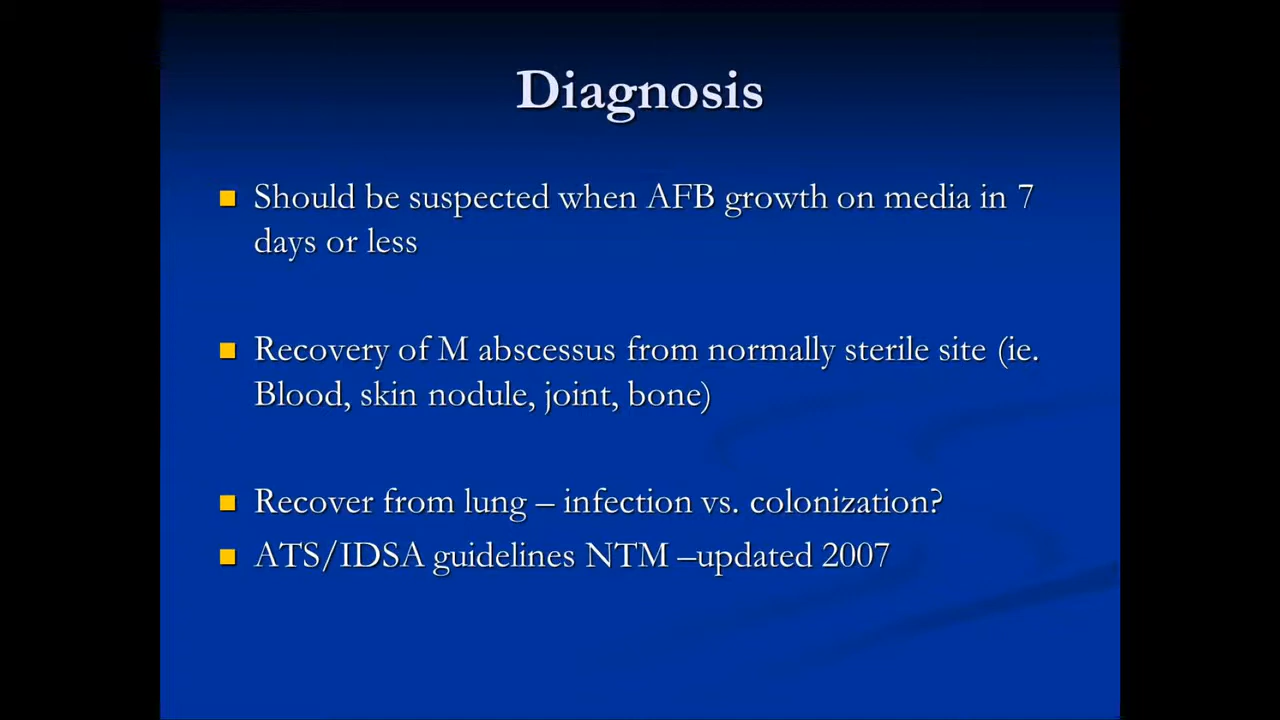 Diagnosis
Should be suspected when AFB growth on media in 7
days or less
Recovery of M abscessus from normally sterile site (ie.
Blood, skin nodule, joint, bone)
Recover from lung – infection vs. colonization?
ATS/IDSA guidelines NTM –updated 2007